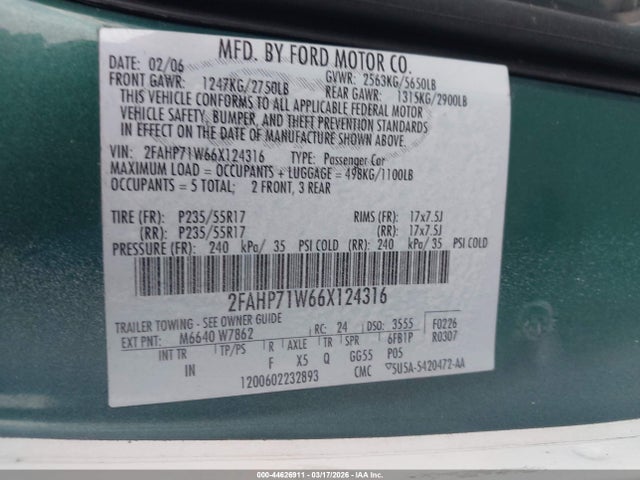 MFD. BY FORD MOTOR CO.
DATE: 02/06 GVWR: 2563KG/5650LB
FRONT GAWR: 1247KG/2750LB REAR GAWR: 1315KG/2900LB
THIS VEHICLE CONFORMS TO ALL APPLICABLE FEDERAL MOTOR
VEHICLE SAFETY, BUMPER, AND THEFT PREVENTION STANDARDS
IN EFFECT ON THE DATE OF MANUFACTURE SHOWN ABOVE.
VIN: 2FAHP71W66X124316 TYPE: Passenger Car
MAXIMUM LOAD = OCCUPANTS + LUGGAGE = 498KG/1100LB
OCCUPANTS = 5 TOTAL; 2 FRONT, 3 REAR
TIRE (FR): P235/55R17 RIMS (FR): 17x7.5J
(RR): P235/55R17 (RR): 17x7.5J
PRESSURE (FR): 240 kPa/ 35 PSI COLD (RR): 240 kPa/ 35 PSI COLD
2FAHP71W66X124316
TRAILER TOWING - SEE OWNER GUIDE
EXT PNT: M6640 W7862 RC: 24 DSO: 3555 F0226
INT TR TP/PS R AXLE TR SPR 6FB1P R0307
IN F X5 Q GG55 P05
1200602232893 CMC 5U5A-5420472-AA
000-44626911 - 03/17/2026 - IAA Inc.